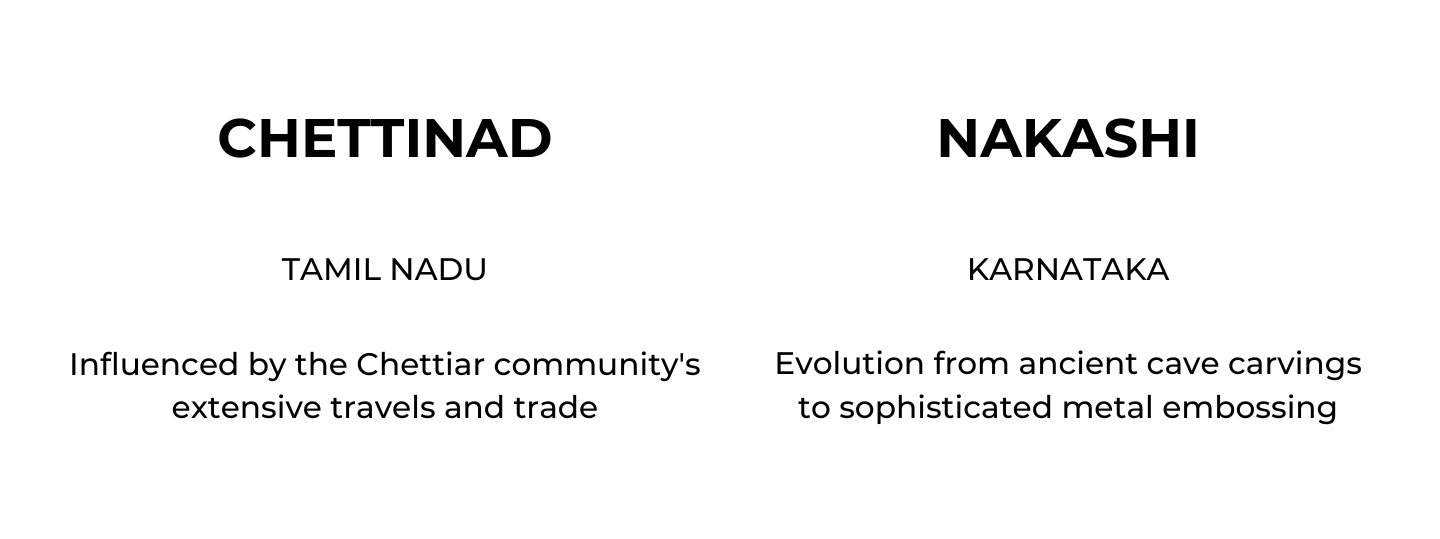 CHETTINAD
TAMIL NADU
Influenced by the Chettiar community's
extensive travels and trade
NAKASHI
KARNATAKA
Evolution from ancient cave carvings
to sophisticated metal embossing